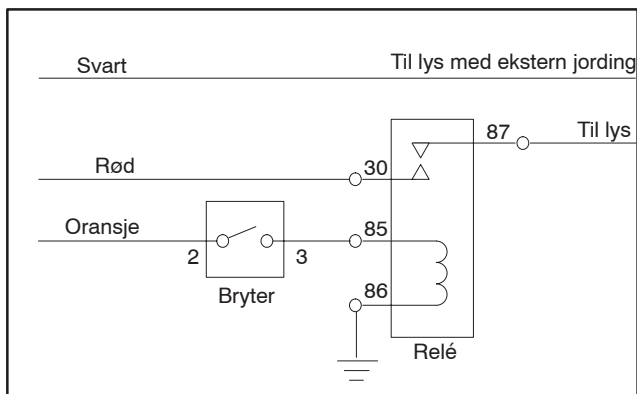 Svart
Til lys med ekstern jording
87
Til lys
Rød
30
Oransje
2
3
85
Bryter
86
Relé